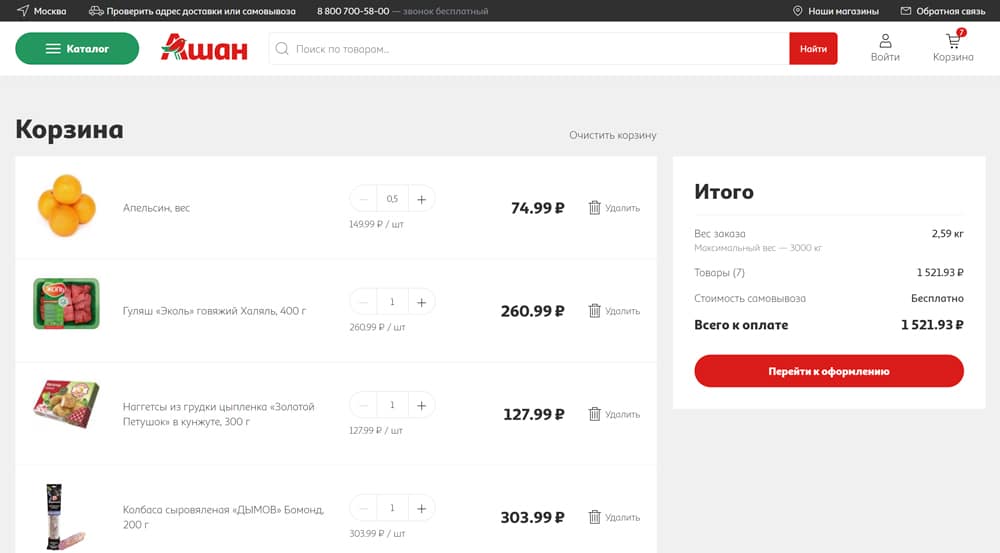 Москва
Проверить адрес доставки или самовывоза
8 800 700-58-00 — звонок бесплатный
Наши магазины
Обратная связь
Каталог
Ашан
Поиск по товарам...
Найти
Войти
7
Корзина
Корзина
Очистить корзину
Апельсин, вес
0,5
149.99 ₽ / шт
74.99 ₽
Удалить
ЭКОЛЬ
Гуляш «Эколь» говяжий Халяль, 400 г
1
260.99 ₽ / шт
260.99 ₽
Удалить
Наггетсы из грудки цыпленка «Золотой
Петушок» в кунжуте, 300 г
1
127.99 ₽ / шт
127.99 ₽
Удалить
Колбаса сыровяленая «ДЫМОВ» Бомонд,
200 г
1
303.99 ₽ / шт
303.99 ₽
Удалить
Итого
Вес заказа 2,59 кг
Максимальный вес — 3000 кг
Товары (7) 1 521.93 ₽
Стоимость самовывоза Бесплатно
Всего к оплате 1 521.93 ₽
Перейти к оформлению